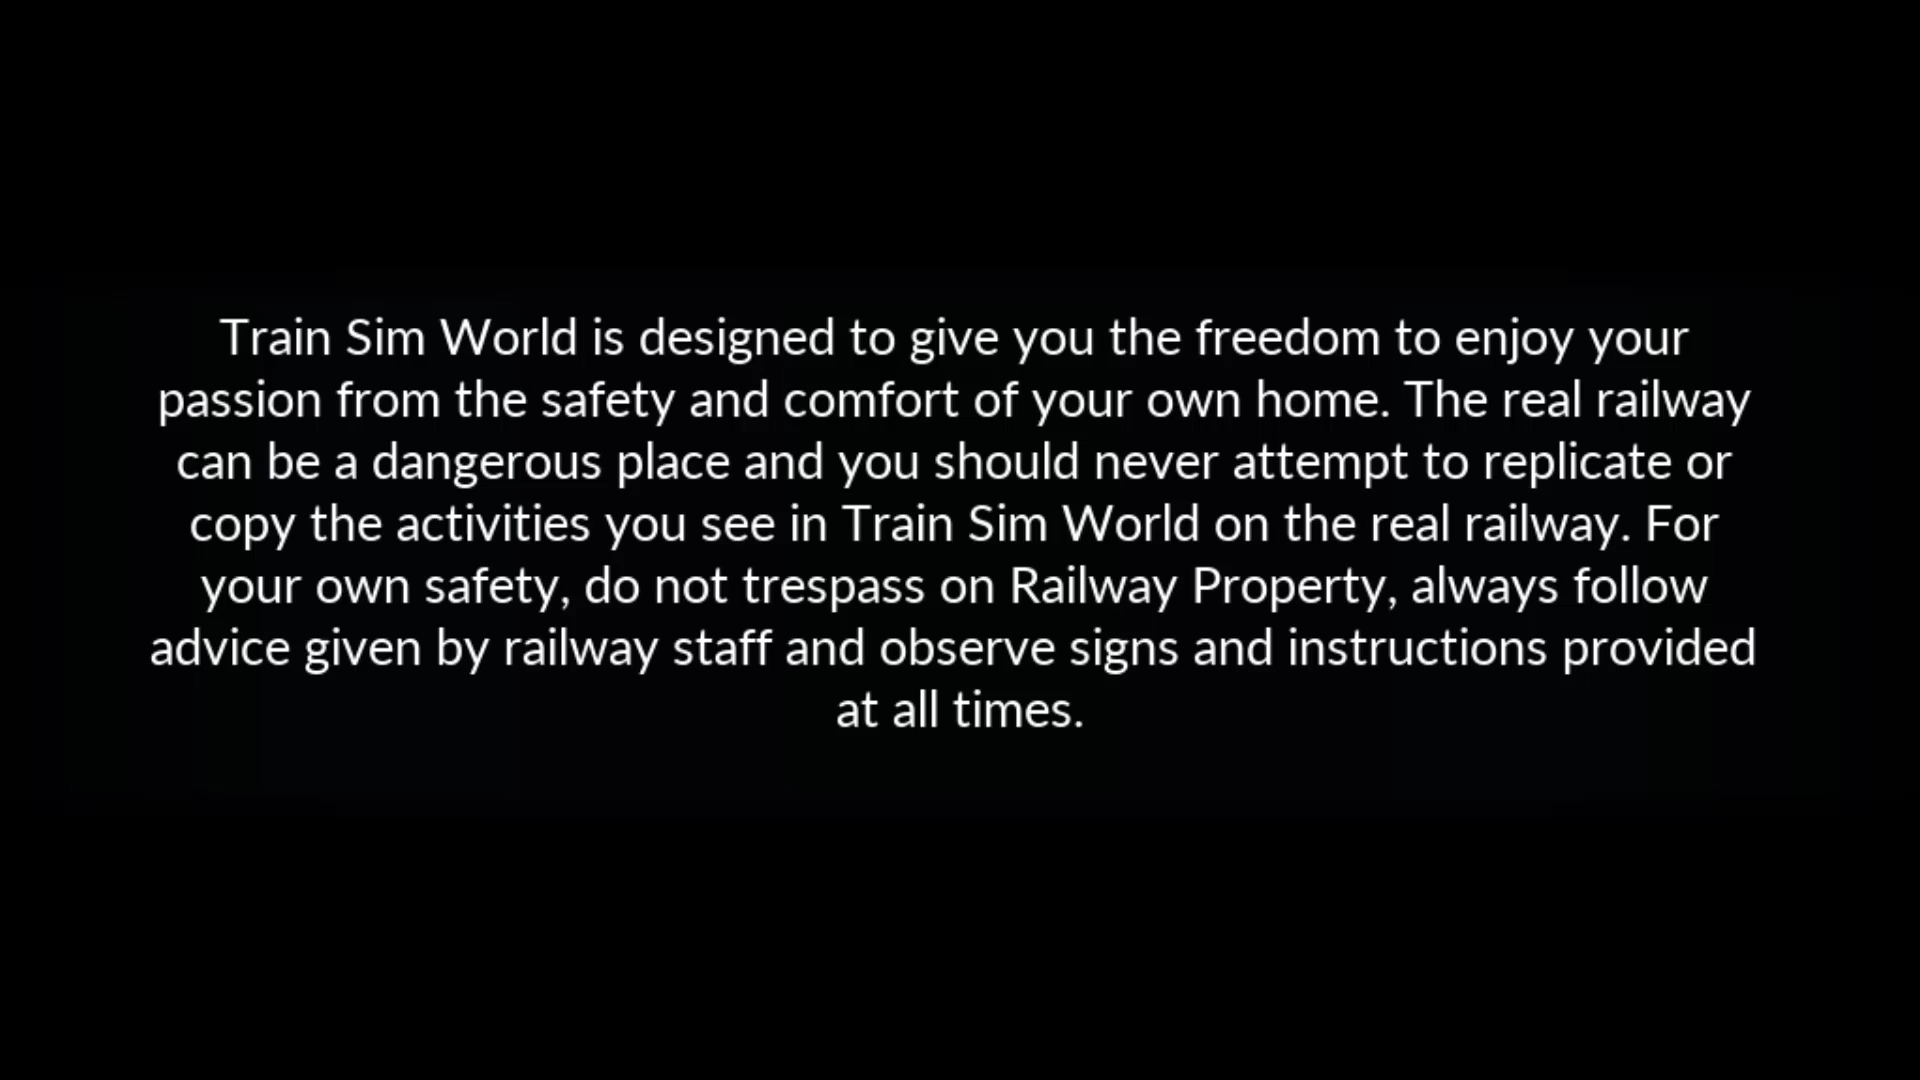 Train Sim World is designed to give you the freedom to enjoy your
passion from the safety and comfort of your own home. The real railway
can be a dangerous place and you should never attempt to replicate or
copy the activities you see in Train Sim World on the real railway. For
your own safety, do not trespass on Railway Property, always follow
advice given by railway staff and observe signs and instructions provided
at all times.